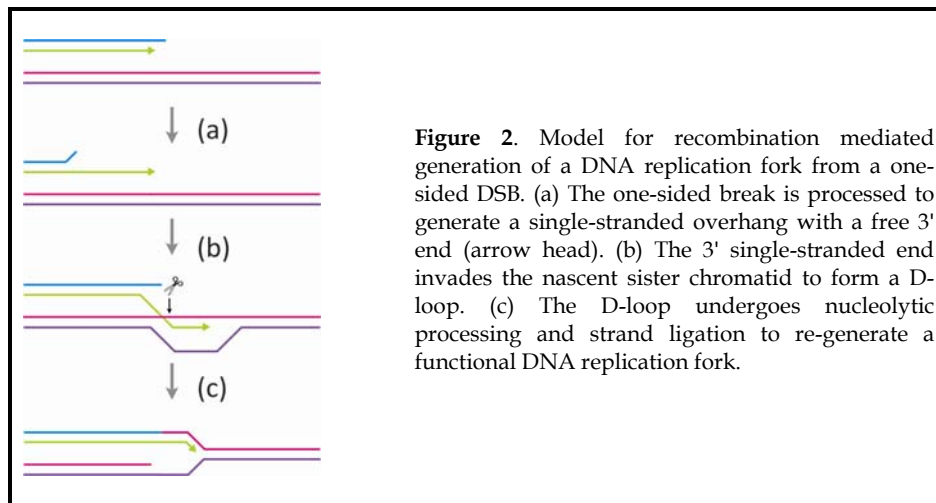 (a)
(b)
(c)
Figure 2. Model for recombination mediated
generation of a DNA replication fork from a one-
sided DSB. (a) The one-sided break is processed to
generate a single-stranded overhang with a free 3'
end (arrow head). (b) The 3' single-stranded end
invades the nascent sister chromatid to form a D-
loop. (c) The D-loop undergoes nucleolytic
processing and strand ligation to re-generate a
functional DNA replication fork.